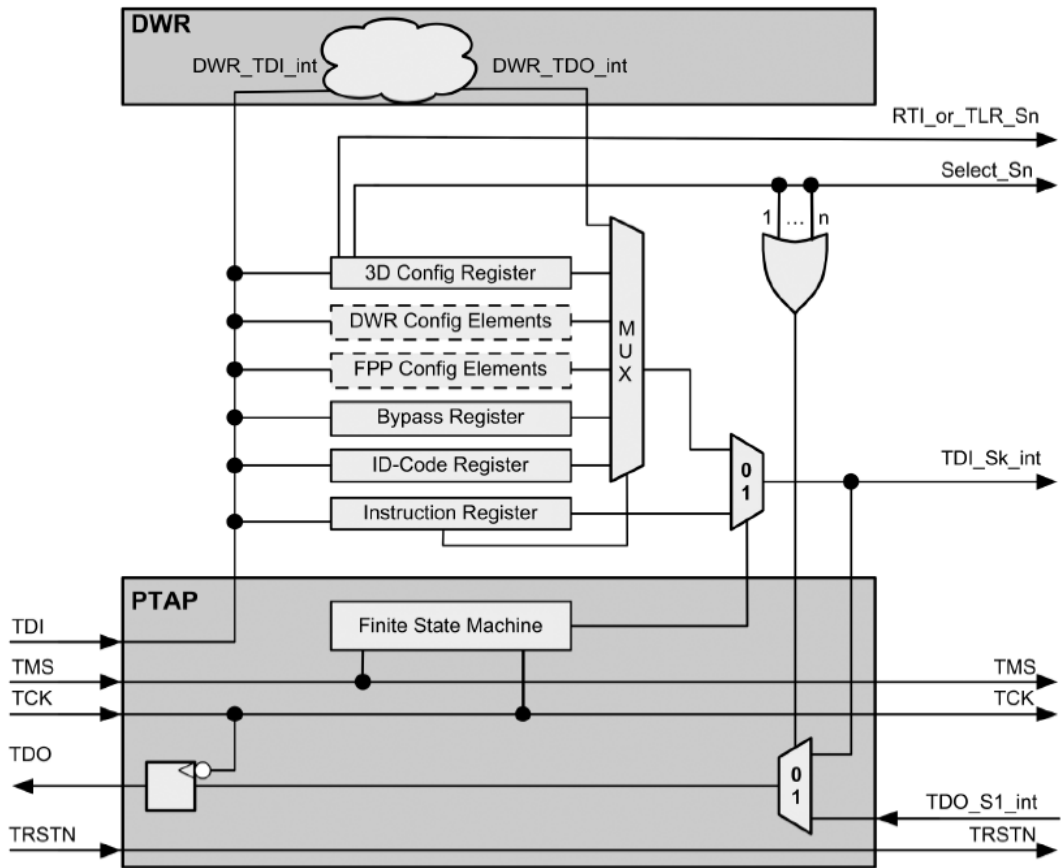 DWR
DWR_TDI_int
DWR_TDO_int
RTI_or_TLR_Sn
Select_Sn
1 ... n
3D Config Register
DWR Config Elements
FPP Config Elements
Bypass Register
ID-Code Register
Instruction Register
MUX
0
1
TDI_Sk_int
PTAP
Finite State Machine
TDI
TMS
TMS
TCK
TCK
TDO
0
1
TDO_S1_int
TRSTN
TRSTN